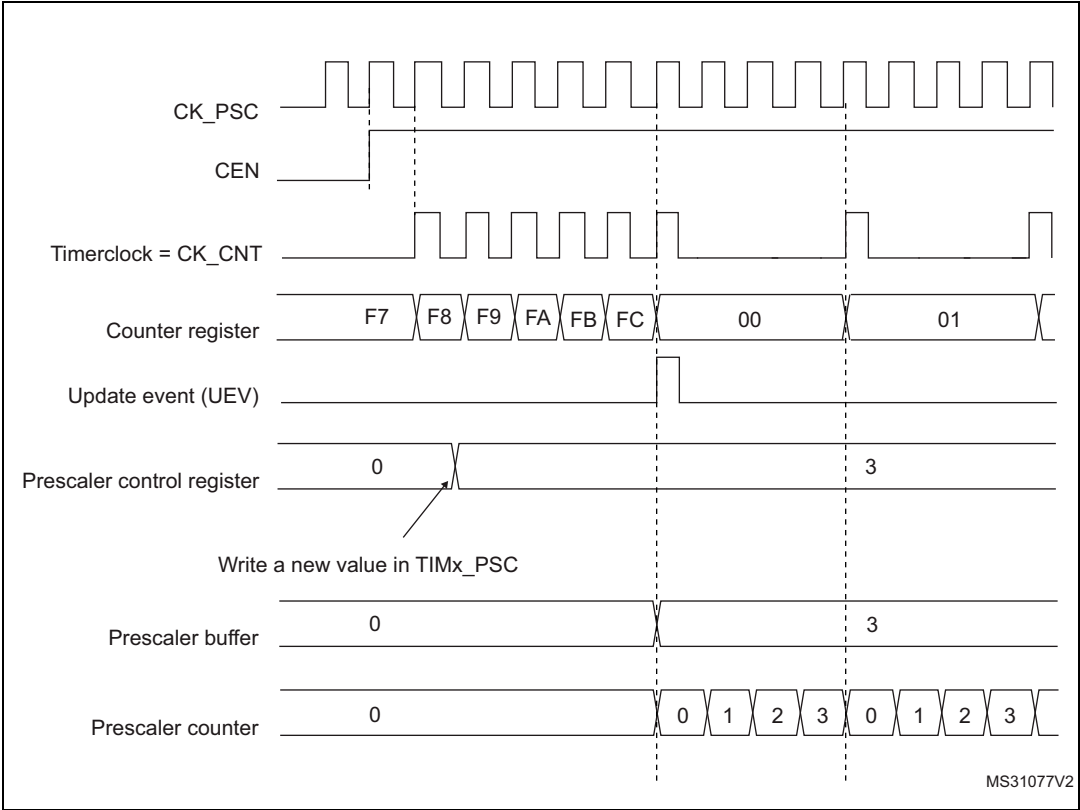 CK_PSC
CEN
Timerclock = CK_CNT
Counter register F7 F8 F9 FA FB FC 00 01
Update event (UEV)
Prescaler control register 0 3
Write a new value in TIMx_PSC
Prescaler buffer 0 3
Prescaler counter 0 0 1 2 3 0 1 2 3
MS31077V2